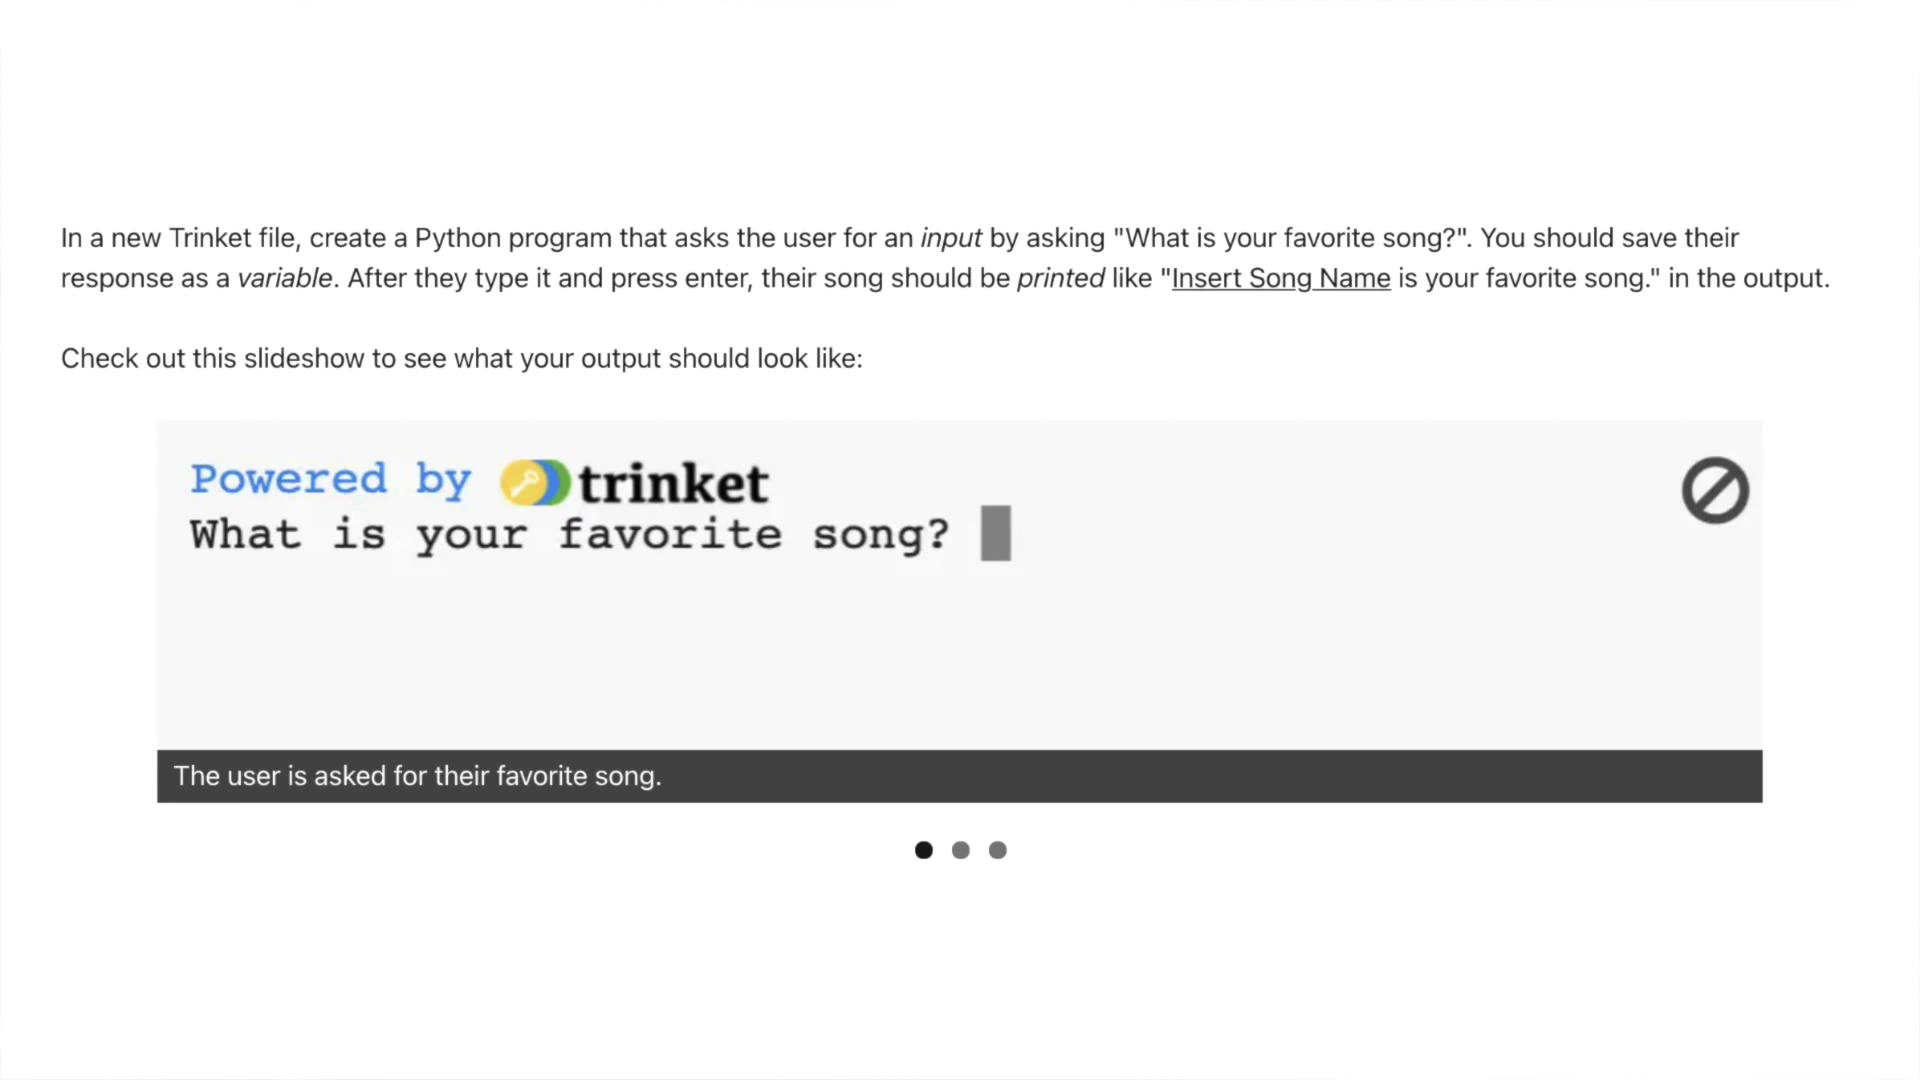 In a new Trinket file, create a Python program that asks the user for an input by asking "What is your favorite song?". You should save their
response as a variable. After they type it and press enter, their song should be printed like "Insert Song Name is your favorite song." in the output.
Check out this slideshow to see what your output should look like:
Powered by trinket
What is your favorite song?
The user is asked for their favorite song.